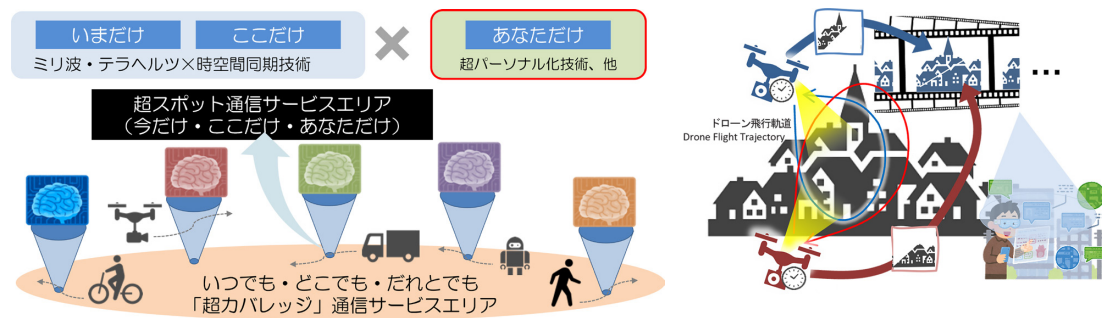 いまだけ
ここだけ
あなただけ
ミリ波・テラヘルツ×時空間同期技術
超パーソナル化技術、他
超スポット通信サービスエリア
（今だけ・ここだけ・あなただけ）
いつでも・どこでも・だれとでも
「超カバレッジ」通信サービスエリア
ドローン飛行軌道
Drone Flight Trajectory
...